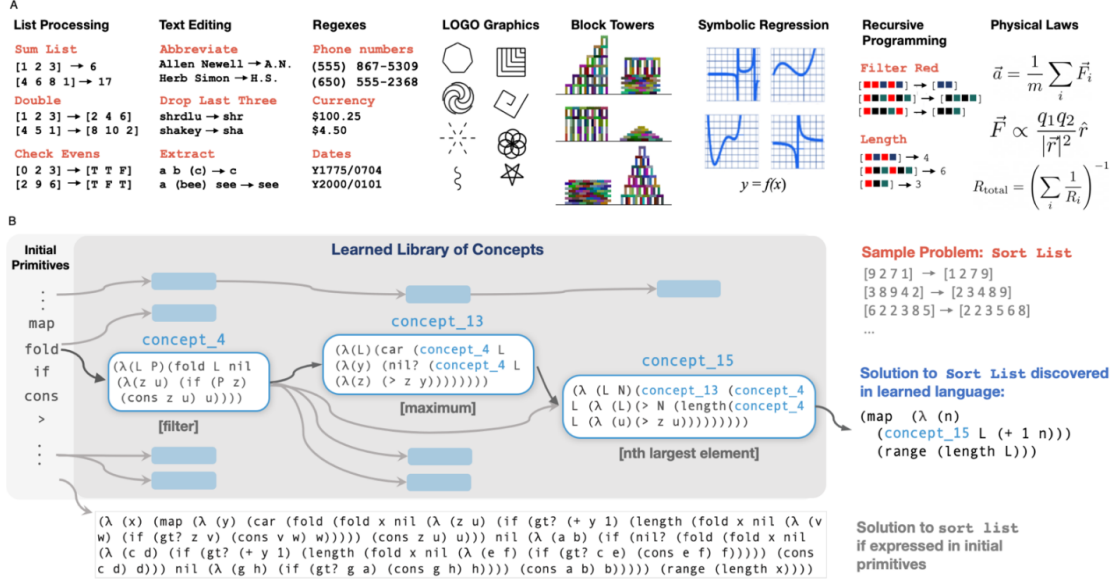 A
List Processing
Sum List
[1 2 3] → 6
[4 6 8 1] → 17
Double
[1 2 3] → [2 4 6]
[4 5 1] → [8 10 2]
Check Evens
[0 2 3] → [T T F]
[2 9 6] → [T F T]
Text Editing
Abbreviate
Allen Newell → A.N.
Herb Simon → H.S.
Drop Last Three
shrdlu → shr
shakey → sha
Extract
a b (c) → c
a (bee) see → see
Regexes
Phone numbers
(555) 867-5309
(650) 555-2368
Currency
$100.25
$4.50
Dates
Y1775/0704
Y2000/0101
LOGO Graphics
Block Towers
Symbolic Regression
y = f(x)
Recursive
Programming
Filter Red
[ ] → [ ]
[ ] → [ ]
[ ] → [ ]
Length
[ ] → 4
[ ] → 6
[ ] → 3
Physical Laws
a⃗ = 1/m ∑_i F⃗_i
F⃗ ∝ q₁q₂/|r⃗|² r̂
R_total = (∑_i 1/R_i)^−1
B
Initial
Primitives
map
fold
if
cons
>
Learned Library of Concepts
concept_4
(λ(L P)(fold L nil
(λ(z u) (if (P z)
(cons z u) u))))
[filter]
concept_13
(λ(L)(car (concept_4 L
(λ(y) (nil? (concept_4 L
(λ(z) (> z y))))))))
[maximum]
concept_15
(λ (L N)(concept_13 (concept_4
L (λ (L)(> N (length(concept_4
L (λ (u)(> z u)))))))))
[nth largest element]
Sample Problem: Sort List
[9 2 7 1] → [1 2 7 9]
[3 8 9 4 2] → [2 3 4 8 9]
[6 2 2 3 8 5] → [2 2 3 5 6 8]
...
Solution to Sort List discovered
in learned language:
(map (λ (n)
(concept_15 L (+ 1 n)))
(range (length L)))
(λ (x) (map (λ (y) (car (fold (fold x nil (λ (z u) (if (gt? (+ y 1) (length (fold x nil (λ (v
w) (if (gt? z v) (cons v w) w))))) (cons z u) u))) nil (λ (a b) (if (nil? (fold (fold x nil
(λ (c d) (if (gt? (+ y 1) (length (fold x nil (λ (e f) (if (gt? c e) (cons e f) f))))) (cons
c d) d))) nil (λ (g h) (if (gt? g a) (cons g h) h)))) (cons a b) b))))) (range (length x))))
Solution to sort list
if expressed in initial
primitives